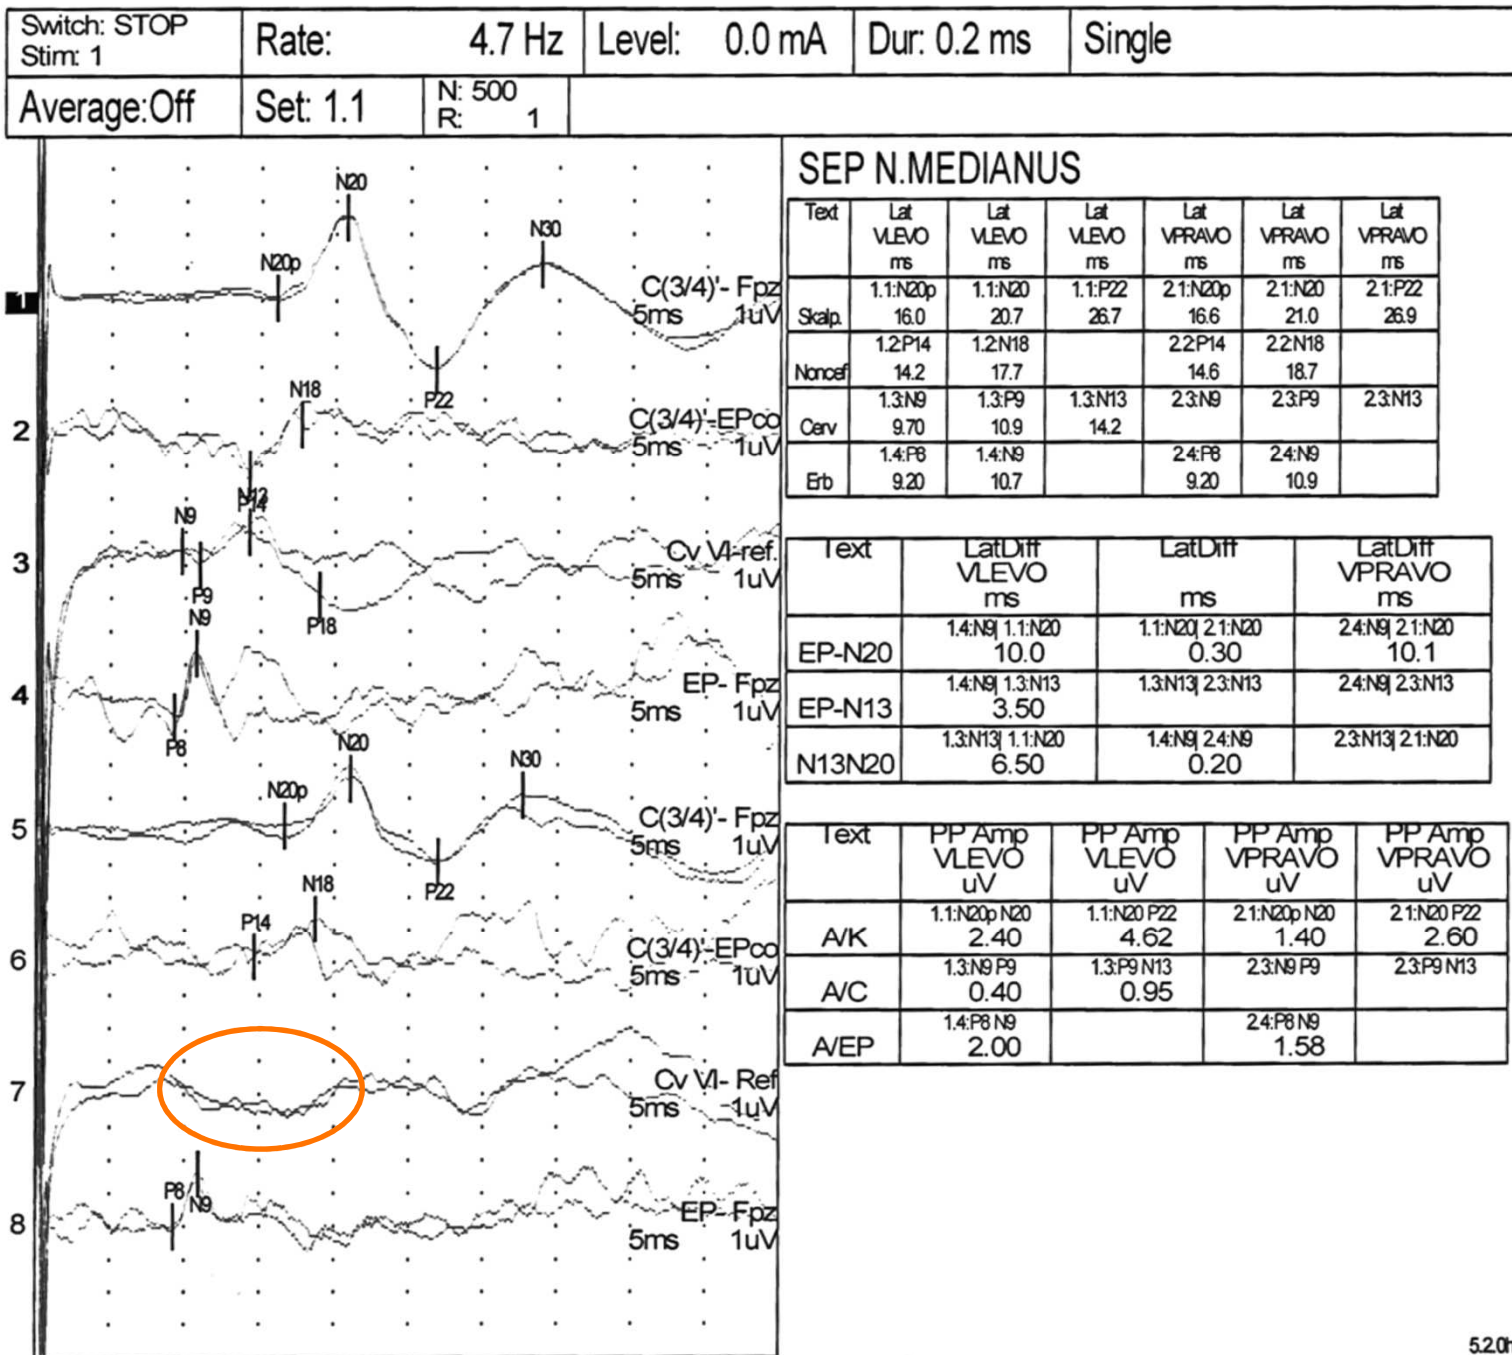 Switch: STOP
Stim: 1
Rate: 4.7 Hz
Level: 0.0 mA
Dur: 0.2 ms
Single
Average:Off
Set: 1.1
N: 500
R: 1
N20
N20p
N30
P22
1
C(3/4)'- Fpz
5ms 1uV
N18
P14
2
C(3/4)'-EPco
5ms 1uV
N9
N13
P9
P18
3
Cv VI-ref.
5ms 1uV
N9
P8
4
EP- Fpz
5ms 1uV
N20
N20p
N30
P22
5
C(3/4)'- Fpz
5ms 1uV
N18
P14
6
C(3/4)'-EPco
5ms 1uV
7
Cv VI- Ref
5ms 1uV
P8
N9
8
EP- Fpz
5ms 1uV
SEP N.MEDIANUS
Text Lat Lat Lat Lat Lat Lat
VLEVO VLEVO VLEVO VPRAVO VPRAVO VPRAVO
ms ms ms ms ms ms
1.1:N20p 1.1:N20 1.1:P22 2.1:N20p 2.1:N20 2.1:P22
Skalp. 16.0 20.7 26.7 16.6 21.0 26.9
1.2:P14 1.2:N18 2.2:P14 2.2:N18
Noncef 14.2 17.7 14.6 18.7
1.3:N9 1.3:P9 1.3:N13 2.3:N9 2.3:P9 2.3:N13
Cerv 9.70 10.9 14.2
1.4:P8 1.4:N9 2.4:P8 2.4:N9
Erb 9.20 10.7 9.20 10.9
Text LatDiff LatDiff LatDiff
VLEVO VPRAVO
ms ms ms
1.4:N9| 1.1:N20 1.1:N20| 2.1:N20 2.4:N9| 2.1:N20
EP-N20 10.0 0.30 10.1
1.4:N9| 1.3:N13 1.3:N13| 2.3:N13 2.4:N9| 2.3:N13
EP-N13 3.50
1.3:N13| 1.1:N20 1.4:N9| 2.4:N9 2.3:N13| 2.1:N20
N13N20 6.50 0.20
Text PP Amp PP Amp PP Amp PP Amp
VLEVO VLEVO VPRAVO VPRAVO
uV uV uV uV
1.1:N20p N20 1.1:N20 P22 2.1:N20p N20 2.1:N20 P22
A/K 2.40 4.62 1.40 2.60
1.3:N9 P9 1.3:P9 N13 2.3:N9 P9 2.3:P9 N13
A/C 0.40 0.95
1.4:P8 N9 2.4:P8 N9
A/EP 2.00 1.58